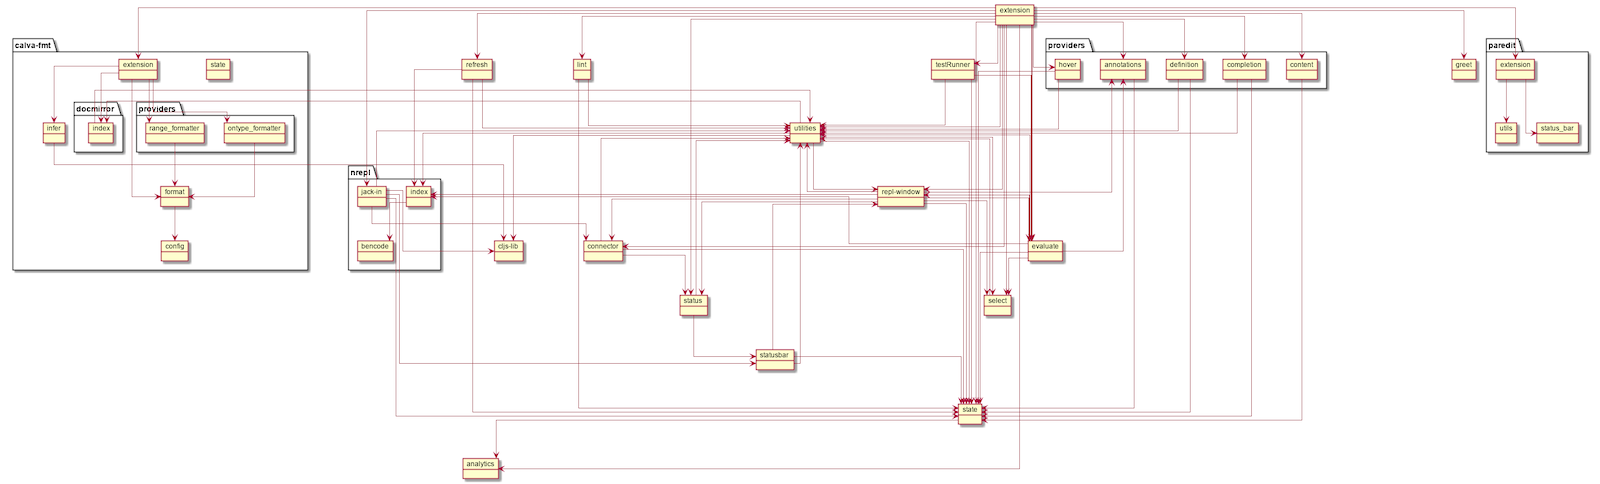 extension
calva-fmt
providers
paredit
extension
state
refresh
lint
testRunner
hover
annotations
definition
completion
content
greet
extension
docmirror
providers
infer
index
range_formatter
ontype_formatter
utilities
utils
status_bar
nrepl
format
jack-in
index
repl-window
config
bencode
cljs-lib
connector
evaluate
status
select
statusbar
state
analytics